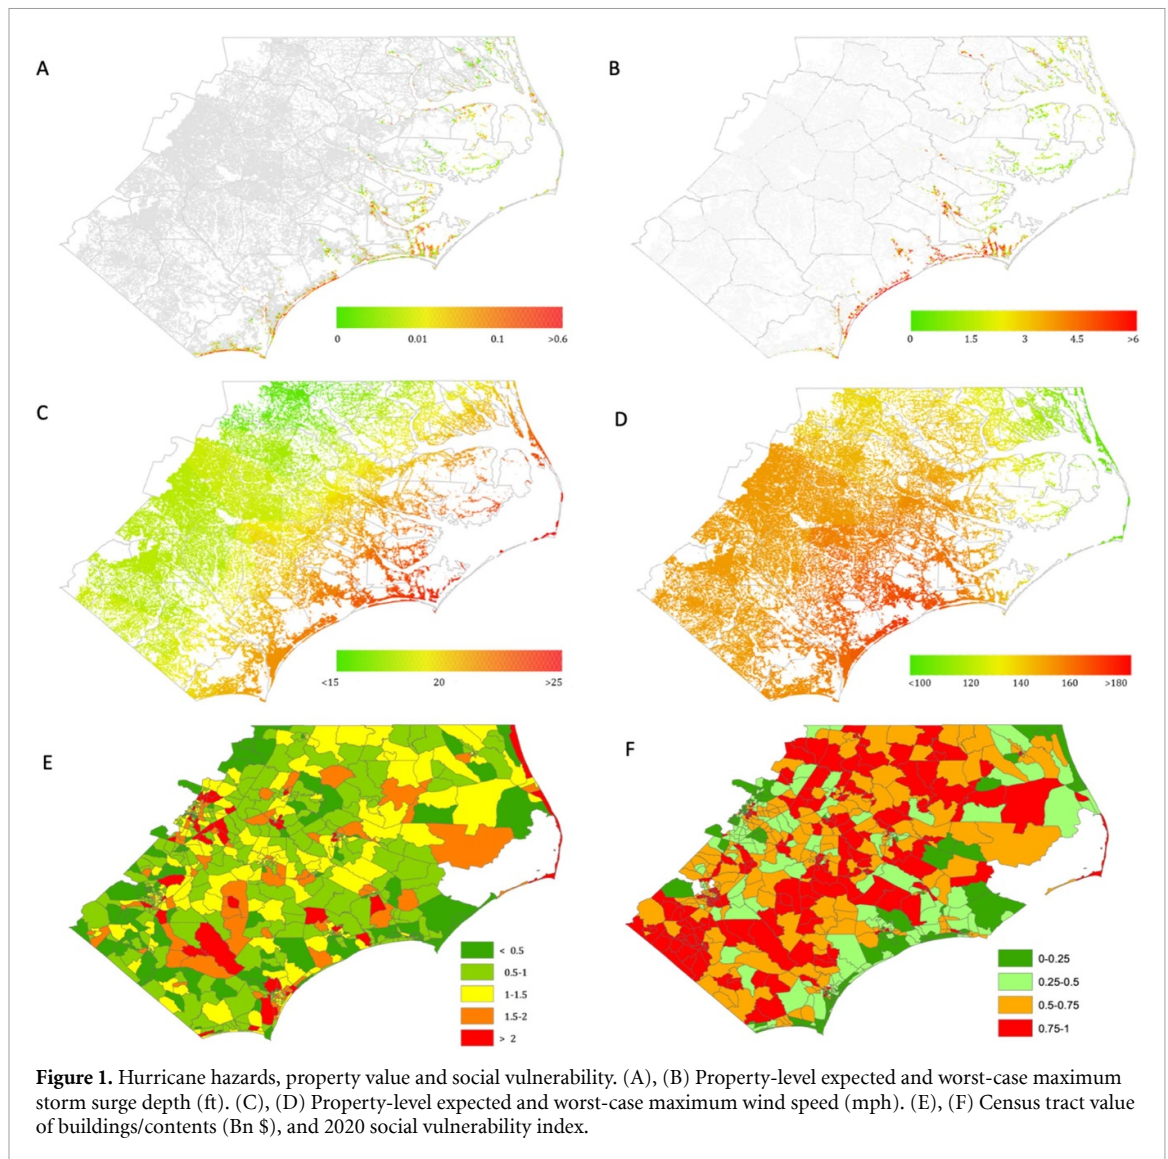 A
B
0 0.01 0.1 >0.6
0 1.5 3 4.5 >6
C
D
<15 20 >25
<100 120 140 160 >180
E
F
< 0.5
0.5-1
1-1.5
1.5-2
> 2
0-0.25
0.25-0.5
0.5-0.75
0.75-1
Figure 1. Hurricane hazards, property value and social vulnerability. (A), (B) Property-level expected and worst-case maximum
storm surge depth (ft). (C), (D) Property-level expected and worst-case maximum wind speed (mph). (E), (F) Census tract value
of buildings/contents (Bn $), and 2020 social vulnerability index.